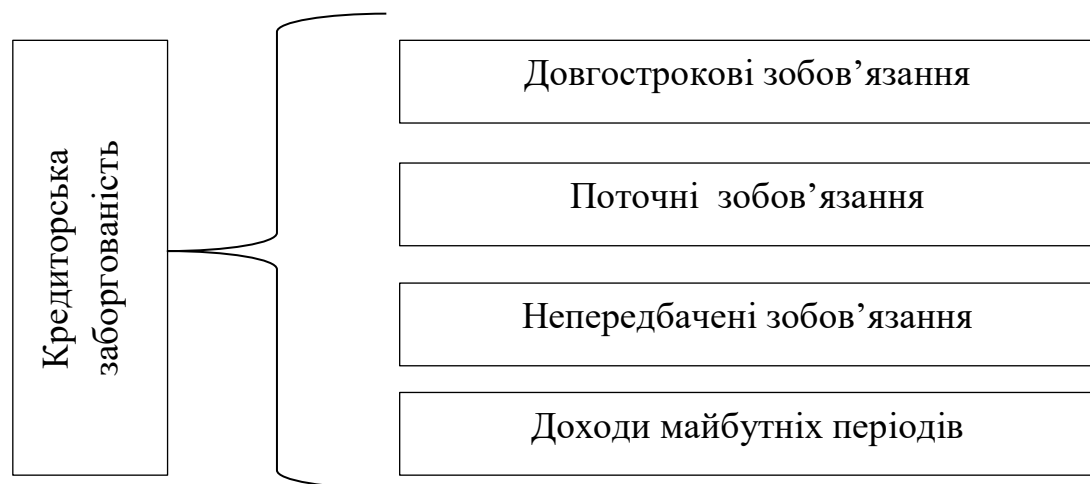 Кредиторська
заборгованість
Довгострокові зобов’язання
Поточні  зобов’язання
Непередбачені зобов’язання
Доходи майбутніх періодів